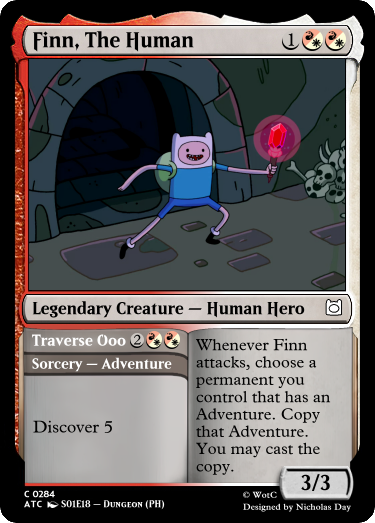 Finn, The Human 1
Legendary Creature — Human Hero
Traverse Ooo 2
Sorcery — Adventure
Discover 5
Whenever Finn
attacks, choose a
permanent you
control that has an
Adventure. Copy
that Adventure.
You may cast the
copy.
3/3
C 0284
ATC S01E18 – Dungeon (PH)
© WotC
Designed by Nicholas Day